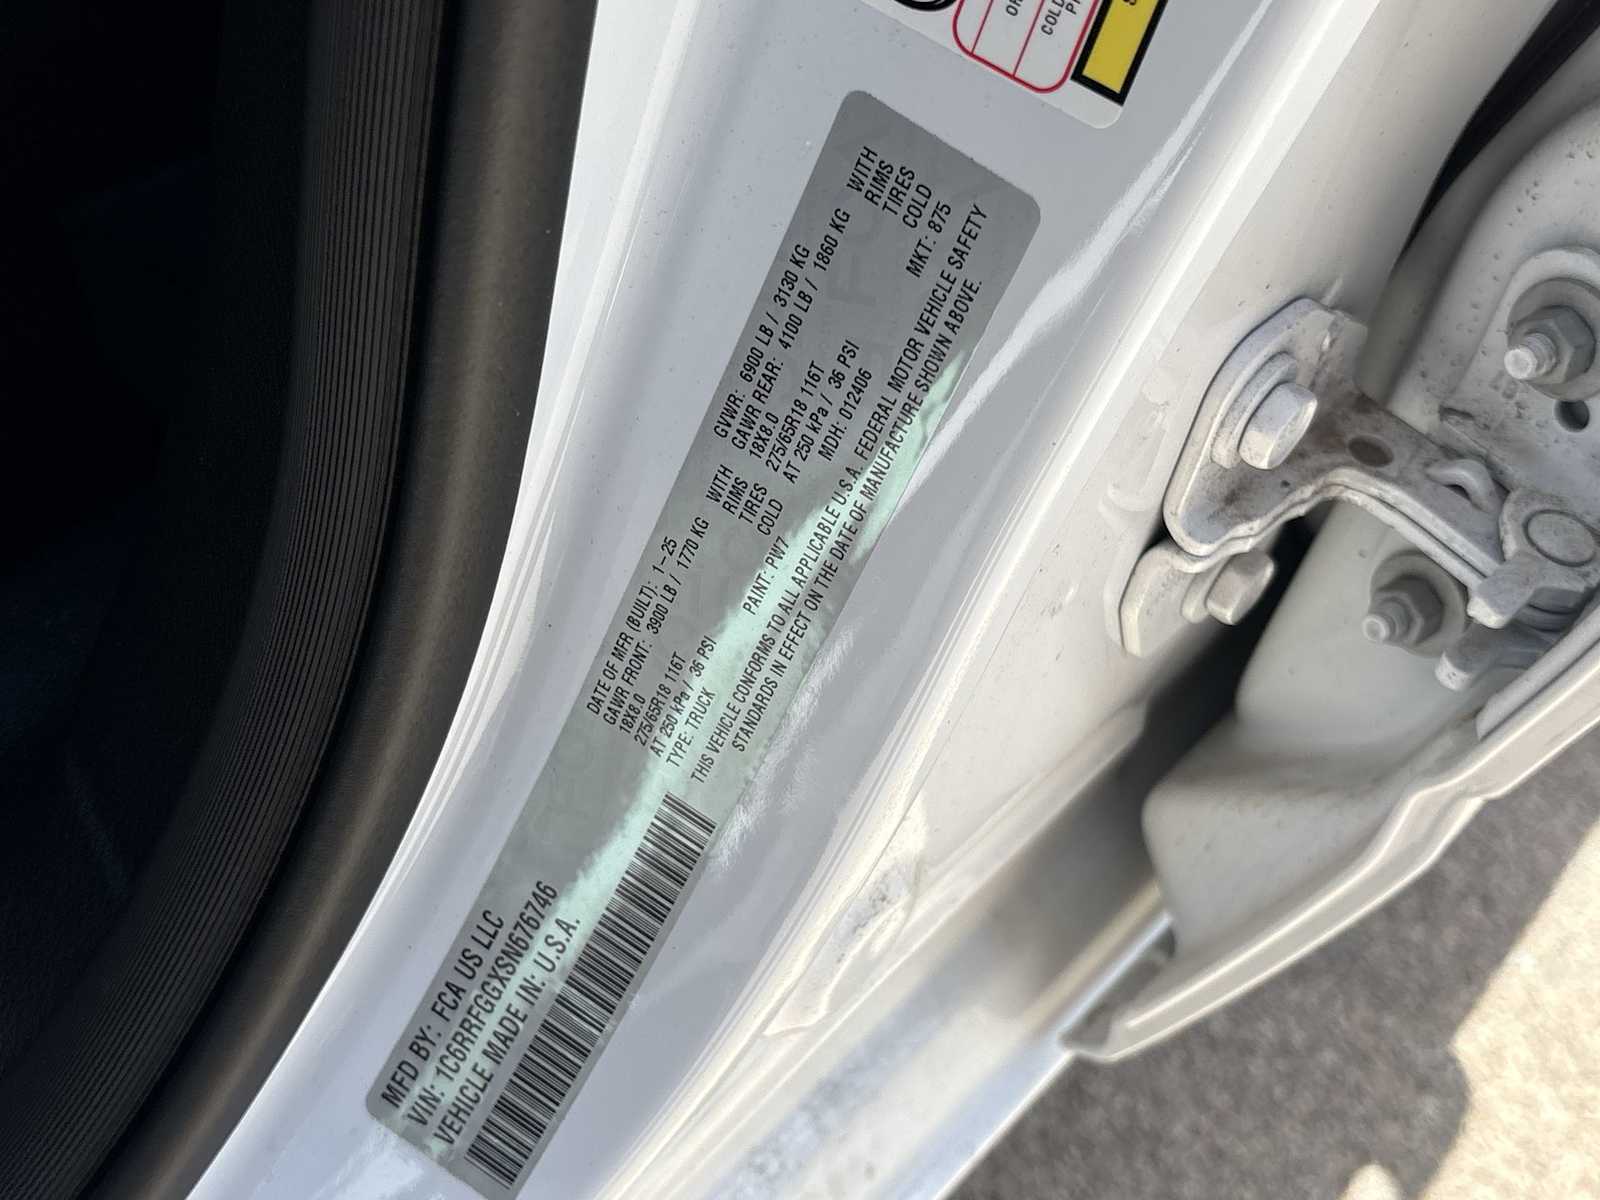 MFD BY: FCA US LLC
VIN: 1C6RRFGGXSN676746
VEHICLE MADE IN: U.S.A.
DATE OF MFR (BUILT): 1-25 GVWR: 6900 LB / 3130 KG
GAWR FRONT: 3900 LB / 1770 KG WITH GAWR REAR: 4100 LB / 1860 KG WITH
18X8.0 RIMS 18X8.0 RIMS
275/65R18 116T TIRES 275/65R18 116T TIRES
AT 250 kPa / 36 PSI COLD AT 250 kPa / 36 PSI COLD
TYPE: TRUCK PAINT: PW7 MDH: 012406 MKT: 875
THIS VEHICLE CONFORMS TO ALL APPLICABLE U.S.A. FEDERAL MOTOR VEHICLE SAFETY
STANDARDS IN EFFECT ON THE DATE OF MANUFACTURE SHOWN ABOVE.
OR
COLD